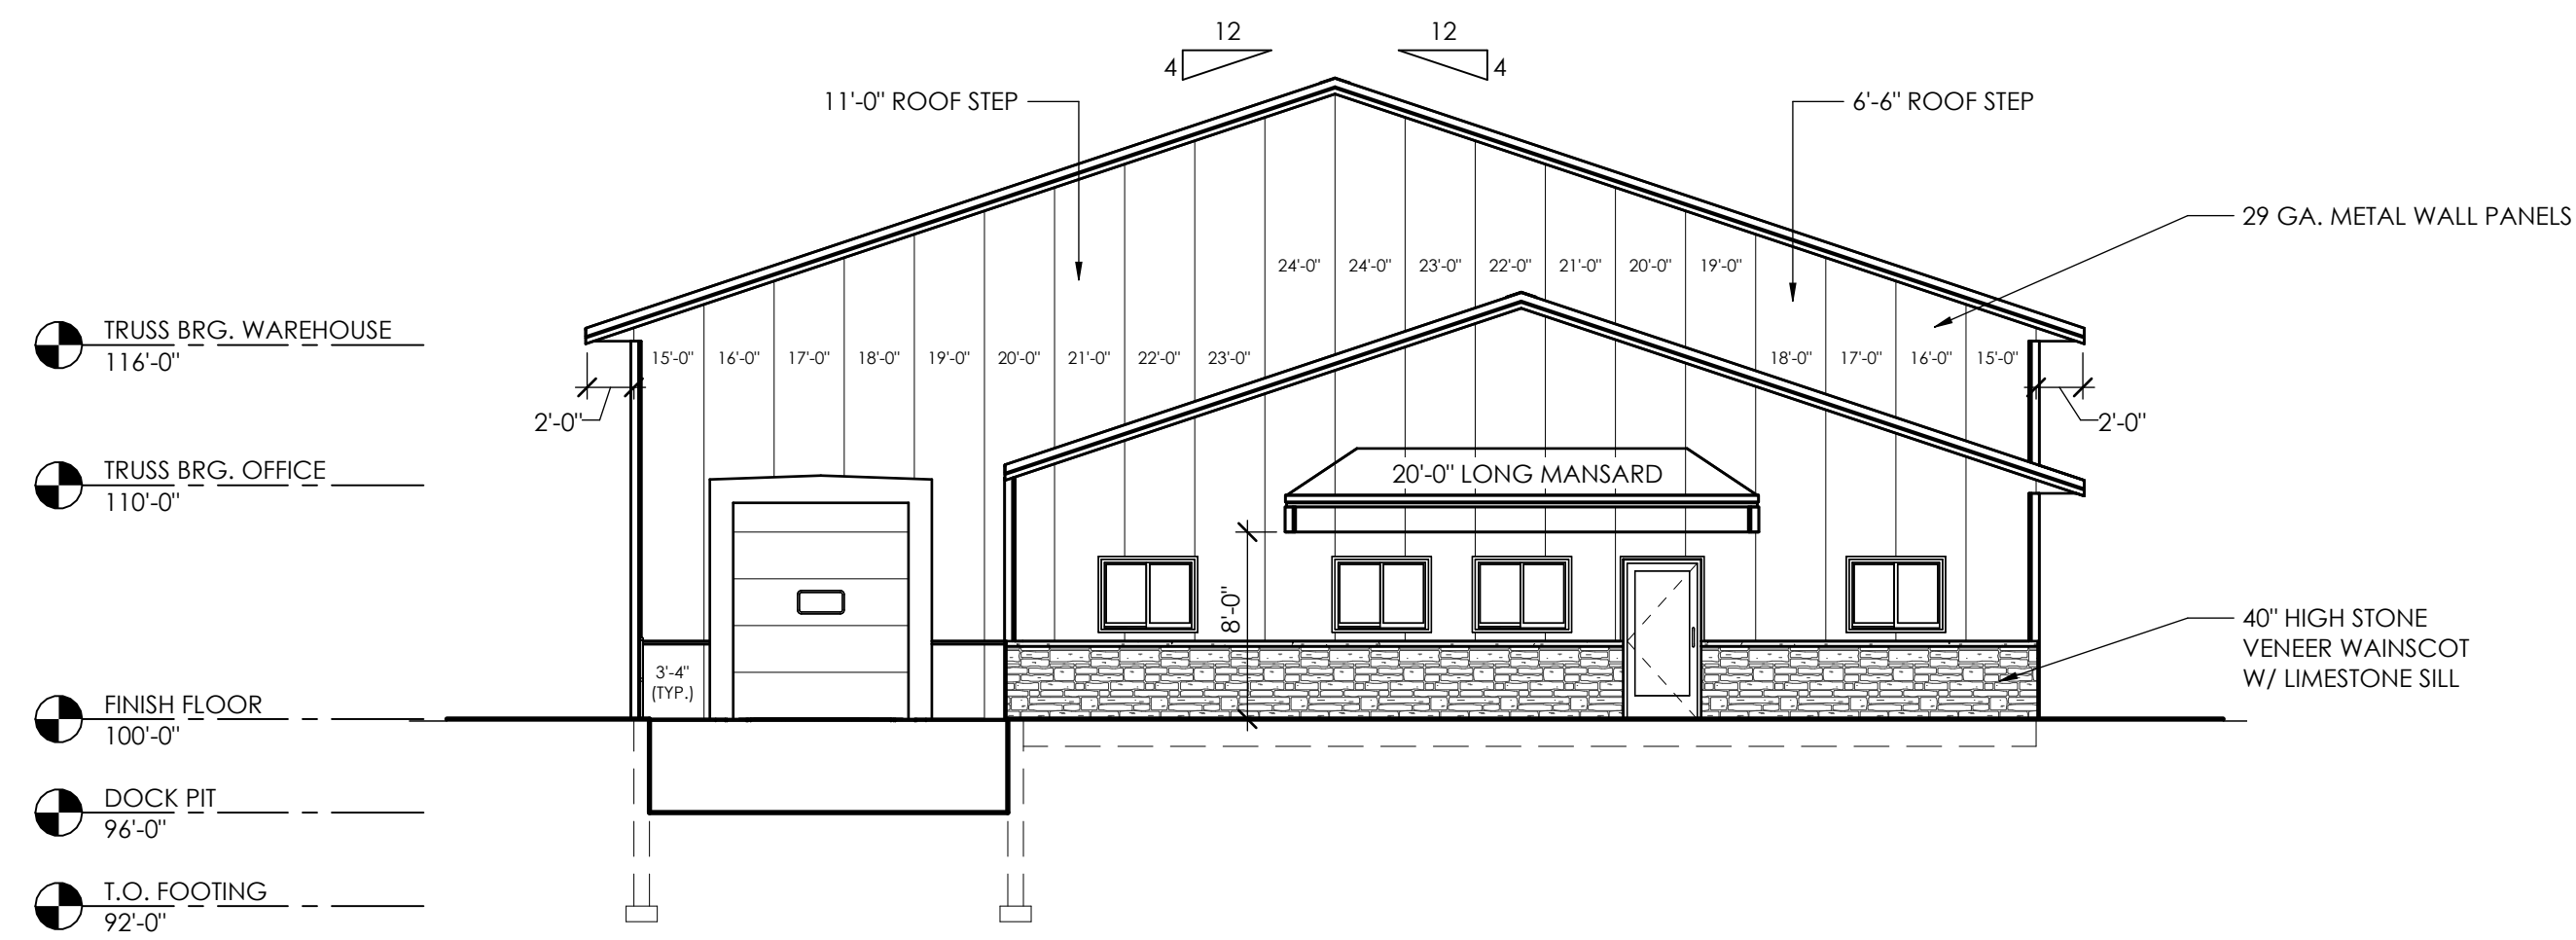 12
12
4
4
11'-0" ROOF STEP
6'-6" ROOF STEP
29 GA. METAL WALL PANELS
24'-0"
24'-0"
23'-0"
22'-0"
21'-0"
20'-0"
19'-0"
TRUSS BRG. WAREHOUSE
116'-0"
15'-0"
16'-0"
17'-0"
18'-0"
19'-0"
20'-0"
21'-0"
22'-0"
23'-0"
18'-0"
17'-0"
16'-0"
15'-0"
2'-0"
2'-0"
TRUSS BRG. OFFICE
110'-0"
20'-0" LONG MANSARD
8'-0"
40" HIGH STONE
VENEER WAINSCOT
W/ LIMESTONE SILL
3'-4"
(TYP.)
FINISH FLOOR
100'-0"
DOCK PIT
96'-0"
T.O. FOOTING
92'-0"